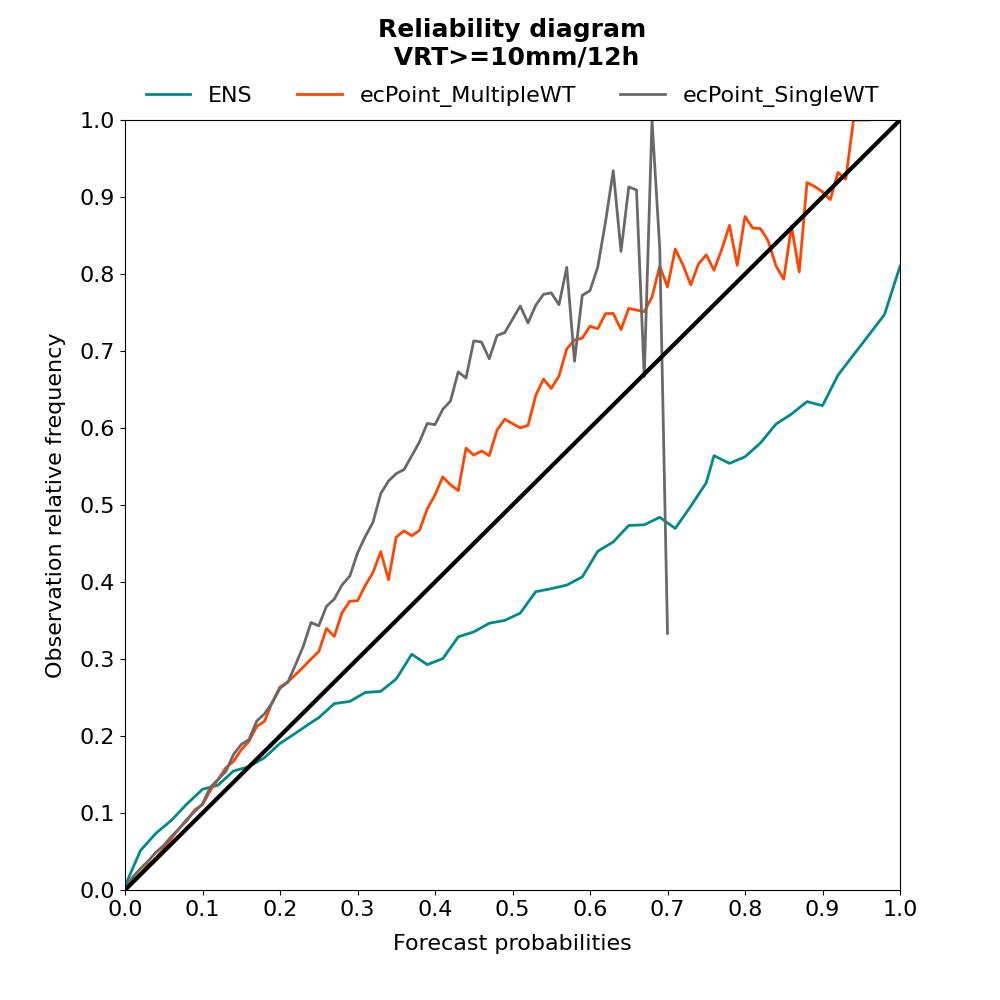 Reliability diagram
VRT>=10mm/12h
ENS ecPoint_MultipleWT ecPoint_SingleWT
1.0
0.9
0.8
0.7
0.6
0.5
0.4
0.3
0.2
0.1
0.0
Observation relative frequency
0.0 0.1 0.2 0.3 0.4 0.5 0.6 0.7 0.8 0.9 1.0
Forecast probabilities